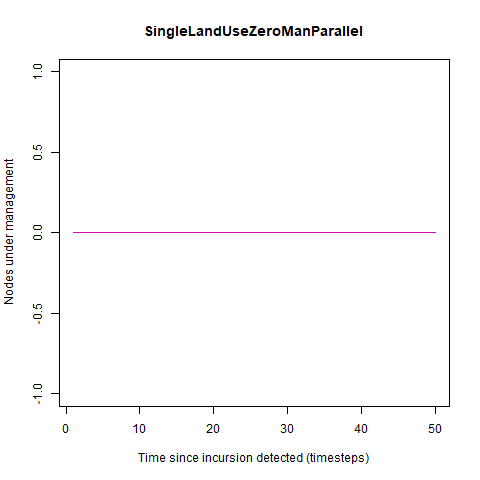 SingleLandUseZeroManParallel
Nodes under management
1.0
0.5
0.0
-0.5
-1.0
0 10 20 30 40 50
Time since incursion detected (timesteps)